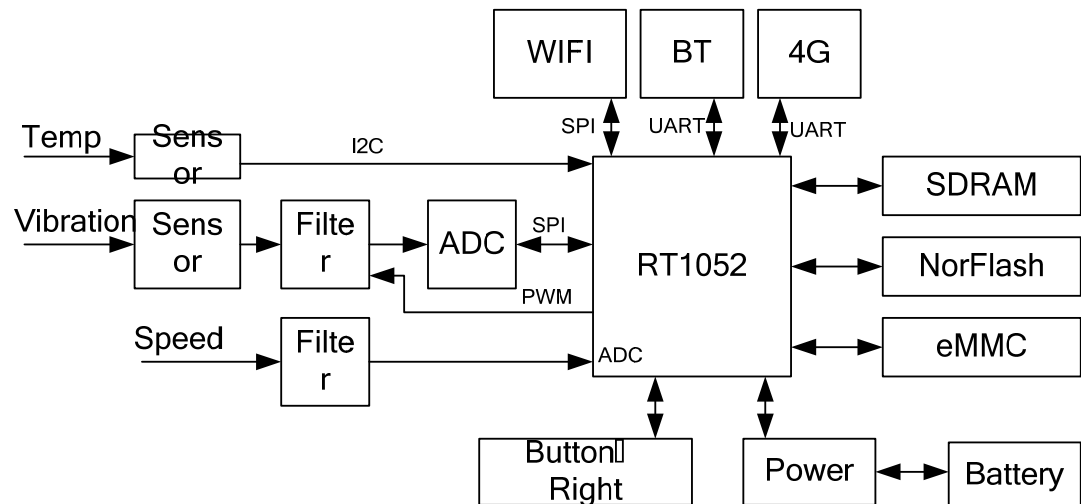 WIFI
BT
4G
SPI
UART
UART
Temp
Sens
or
I2C
SDRAM
Vibration
Sens
or
Filte
r
ADC
SPI
RT1052
NorFlash
PWM
Speed
Filte
r
ADC
eMMC
Button
Right
Power
Battery